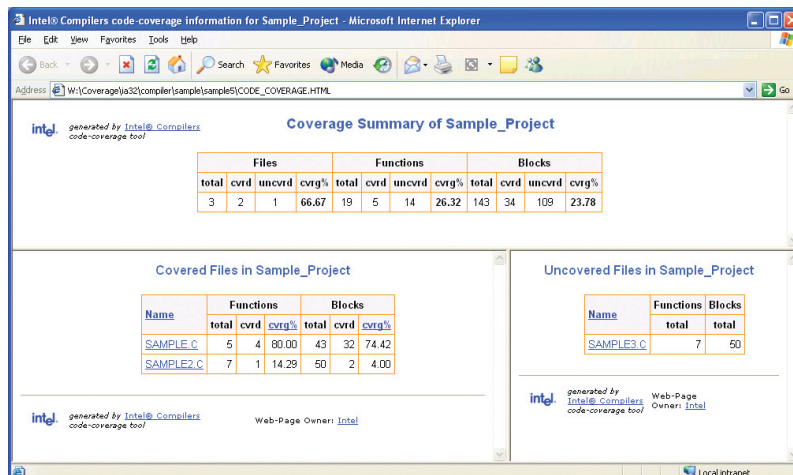 Intel® Compilers code-coverage information for Sample_Project - Microsoft Internet Explorer
File Edit View Favorites Tools Help
Back Search Favorites Media
Address W:\Coverage\ia32\compiler\sample\sample5\CODE_COVERAGE.HTML Go
intel. generated by Intel® Compilers
code-coverage tool
Coverage Summary of Sample_Project
Files Functions Blocks
total cvrd uncvrd cvrg% total cvrd uncvrd cvrg% total cvrd uncvrd cvrg%
3 2 1 66.67 19 5 14 26.32 143 34 109 23.78
Covered Files in Sample_Project
Name Functions Blocks
total cvrd cvrg% total cvrd cvrg%
SAMPLE.C 5 4 80.00 43 32 74.42
SAMPLE2.C 7 1 14.29 50 2 4.00
intel. generated by Intel® Compilers
code-coverage tool
Web-Page Owner: Intel
Uncovered Files in Sample_Project
Name Functions Blocks
total total
SAMPLE3.C 7 50
intel. generated by
Intel® Compilers
code-coverage tool
Web-Page
Owner: Intel
Local intranet